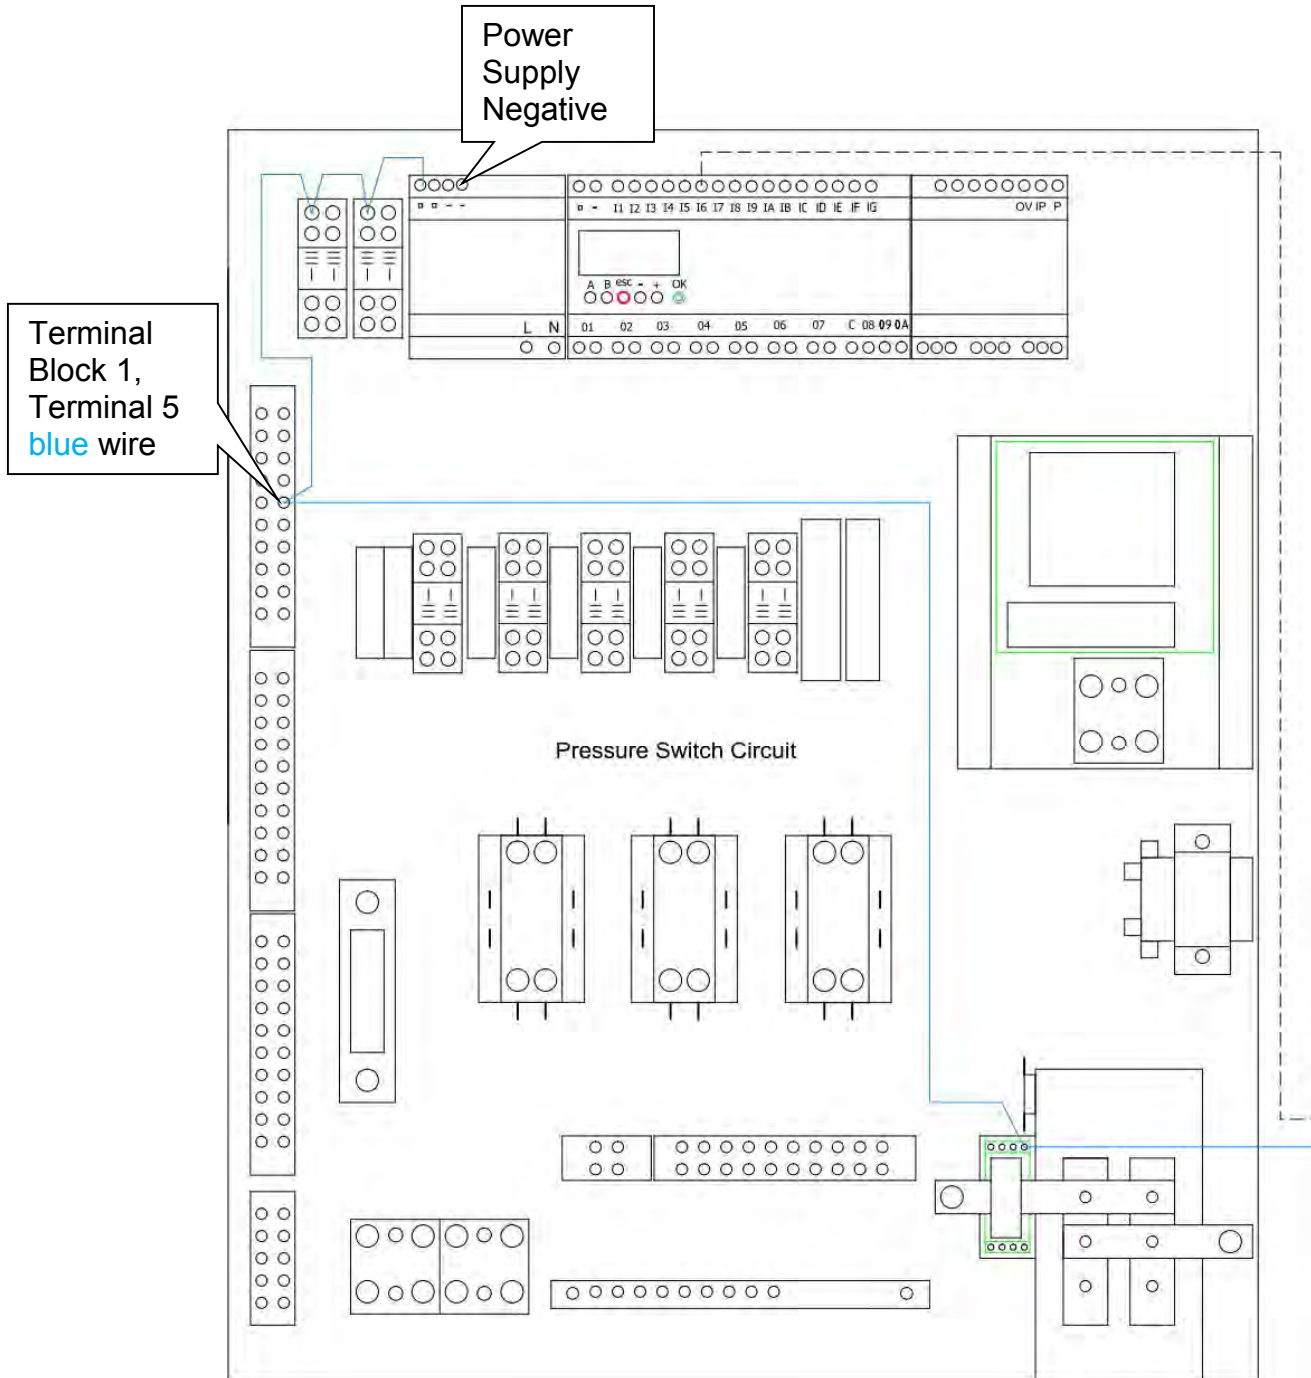 Power
Supply
Negative
¤ ¤ - -
¤ - I1 I2 I3 I4 I5 I6 I7 I8 I9 IA IB IC ID IE IF IG
OV IP P
A B esc - + OK
L N
01 02 03 04 05 06 07 C 08 09 0A
Terminal
Block 1,
Terminal 5
blue wire
Pressure Switch Circuit